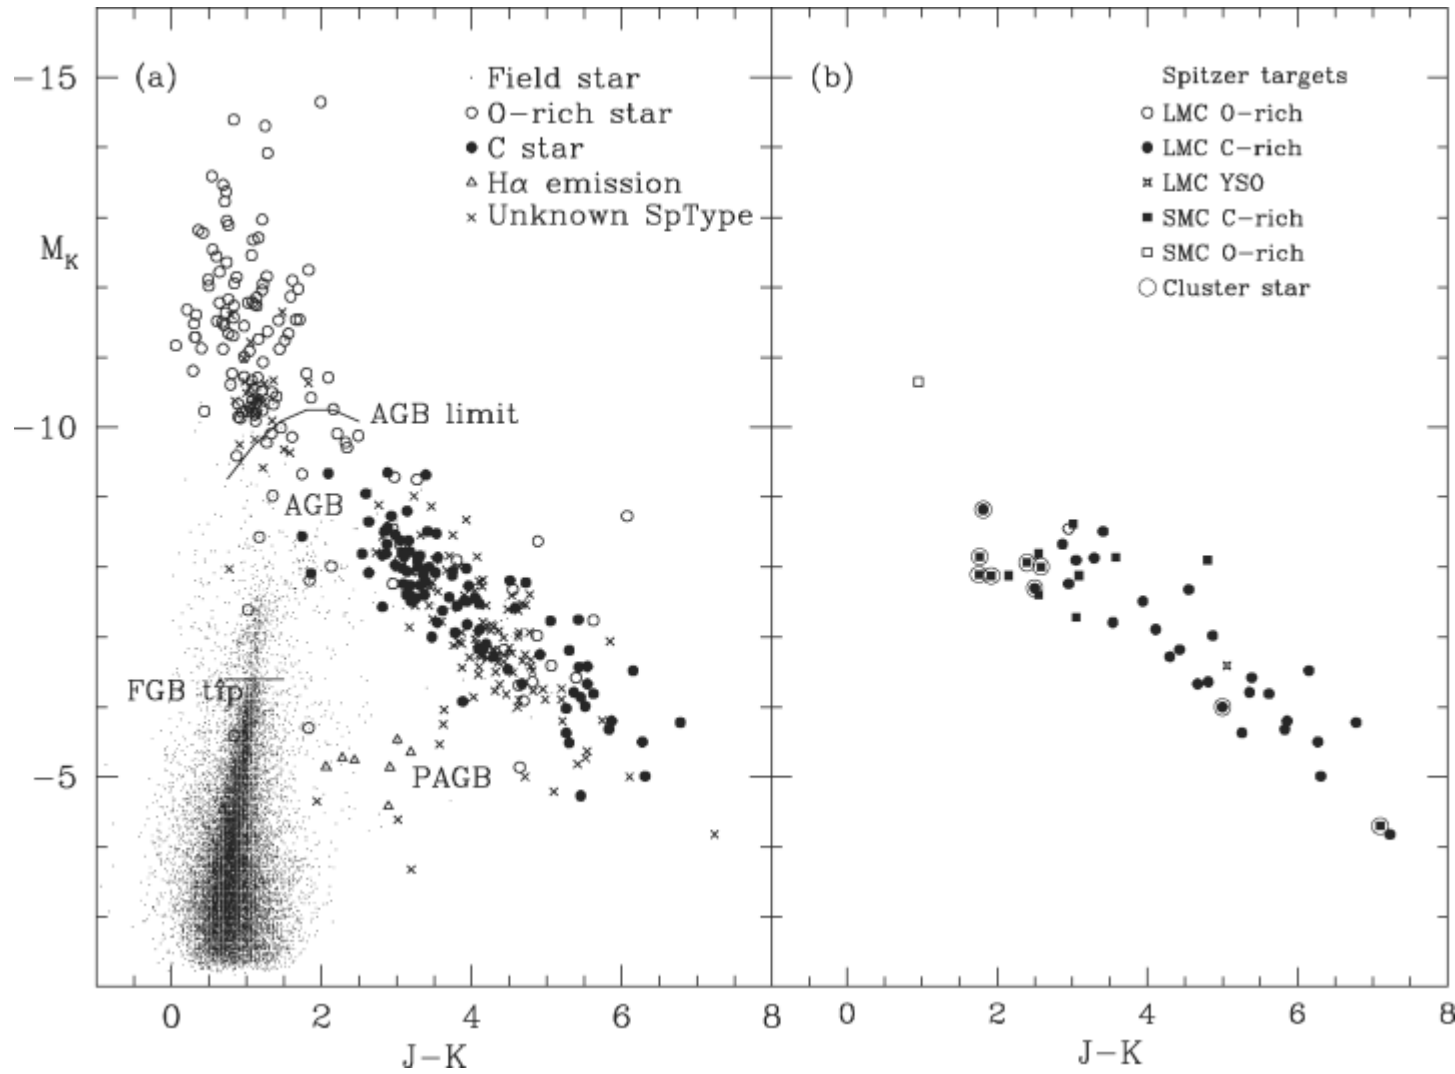 (a)
Field star
O-rich star
C star
Hα emission
Unknown SpType
-15
M_K
-10
-5
AGB limit
AGB
FGB tip
PAGB
0 2 4 6 8
J-K
(b)
Spitzer targets
LMC O-rich
LMC C-rich
LMC YSO
SMC C-rich
SMC O-rich
Cluster star
0 2 4 6 8
J-K